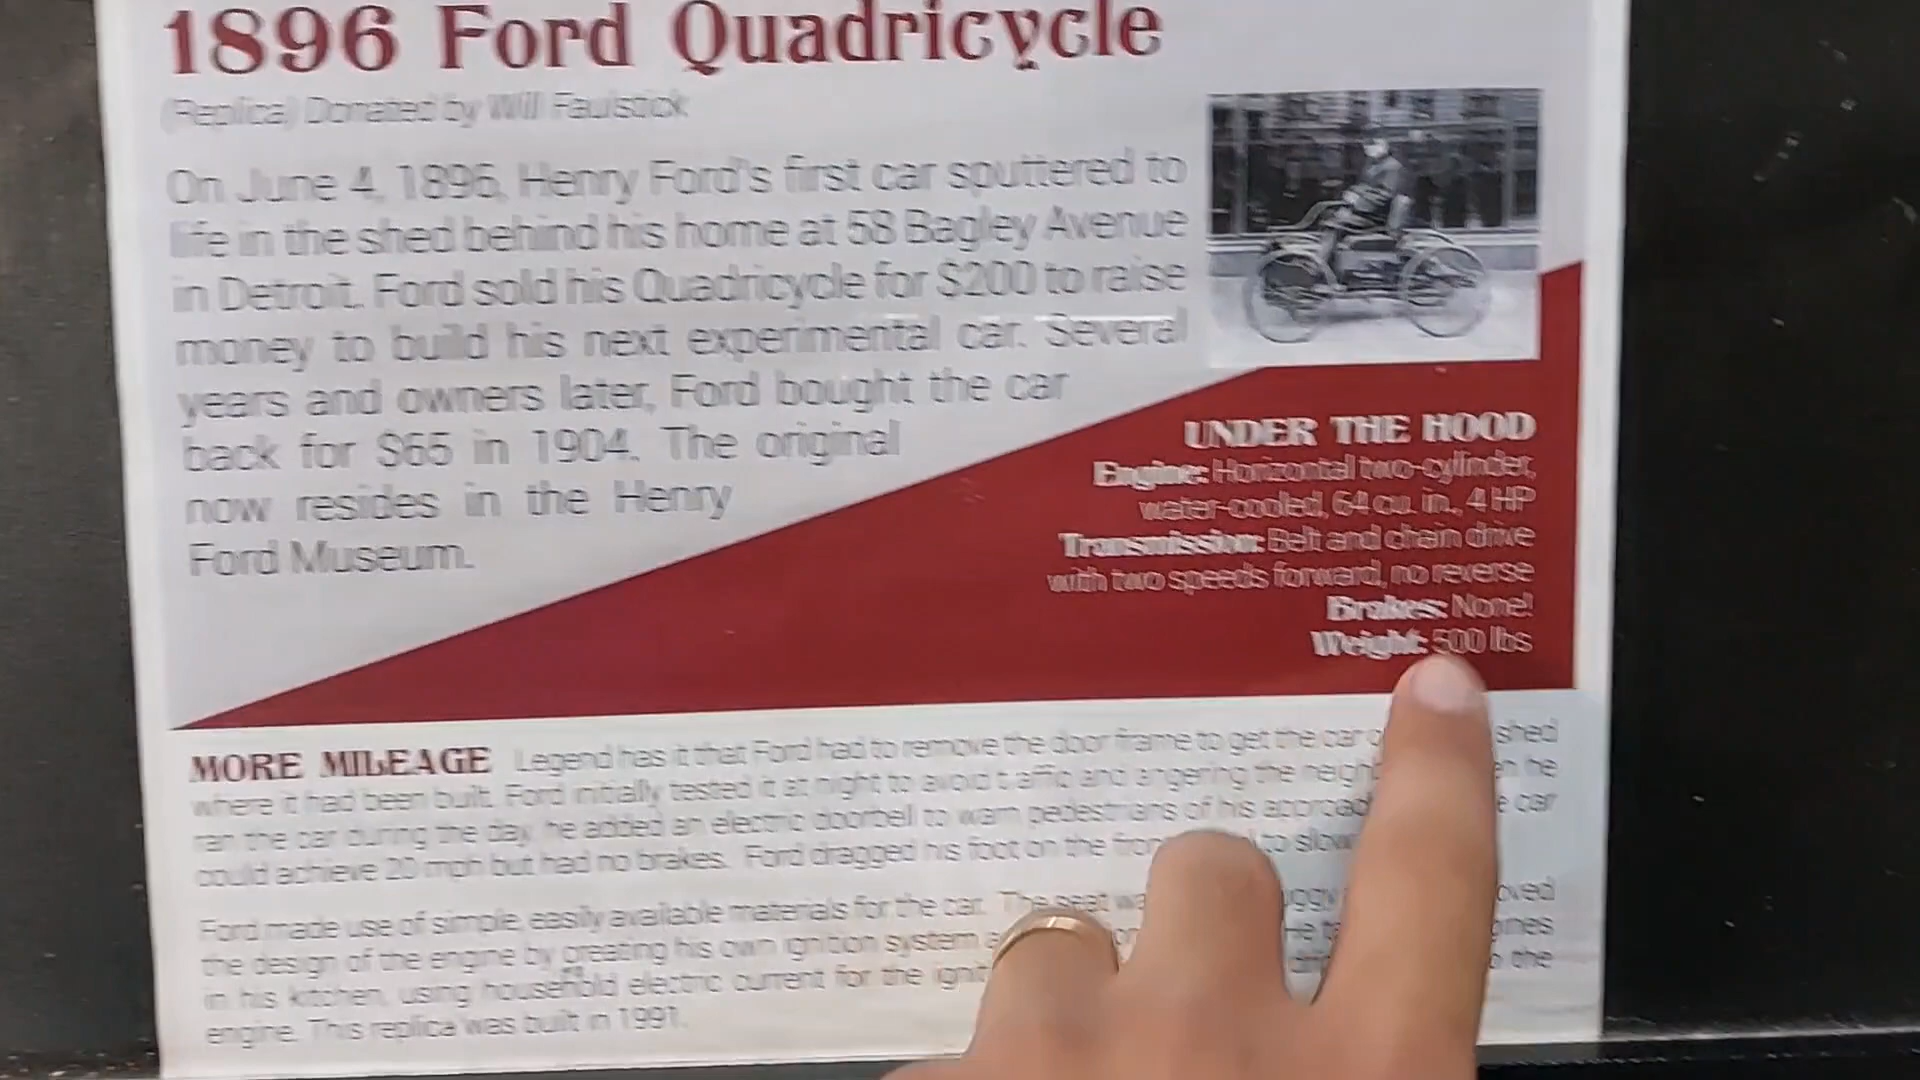 1896 Ford Quadricycle
(Replica) Donated by Will Faulstick
On June 4, 1896, Henry Ford's first car sputtered to
life in the shed behind his home at 58 Bagley Avenue
in Detroit. Ford sold his Quadricycle for $200 to raise
money to build his next experimental car. Several
years and owners later, Ford bought the car
back for $65 in 1904. The original
now resides in the Henry
Ford Museum.
UNDER THE HOOD
Engine: Horizontal two-cylinder,
water-cooled, 64 cu. in., 4 HP
Transmission: Belt and chain drive
with two speeds forward, no reverse
Brakes: None!
Weight: 500 lbs
MORE MILEAGE Legend has it that Ford had to remove the door frame to get the car shed
where it had been built. Ford initially tested it at night to avoid traffic and angering the he
ran the car during the day, he added an electric doorbell to warn pedestrians of his car
could achieve 20 mph but had no brakes. Ford dragged his foot on the to slow
Ford made use of simple, easily available materials for the car. The seat
the design of the engine by creating his own ignition system
in his kitchen, using household electric current for the the
engine. This replica was built in 1991.